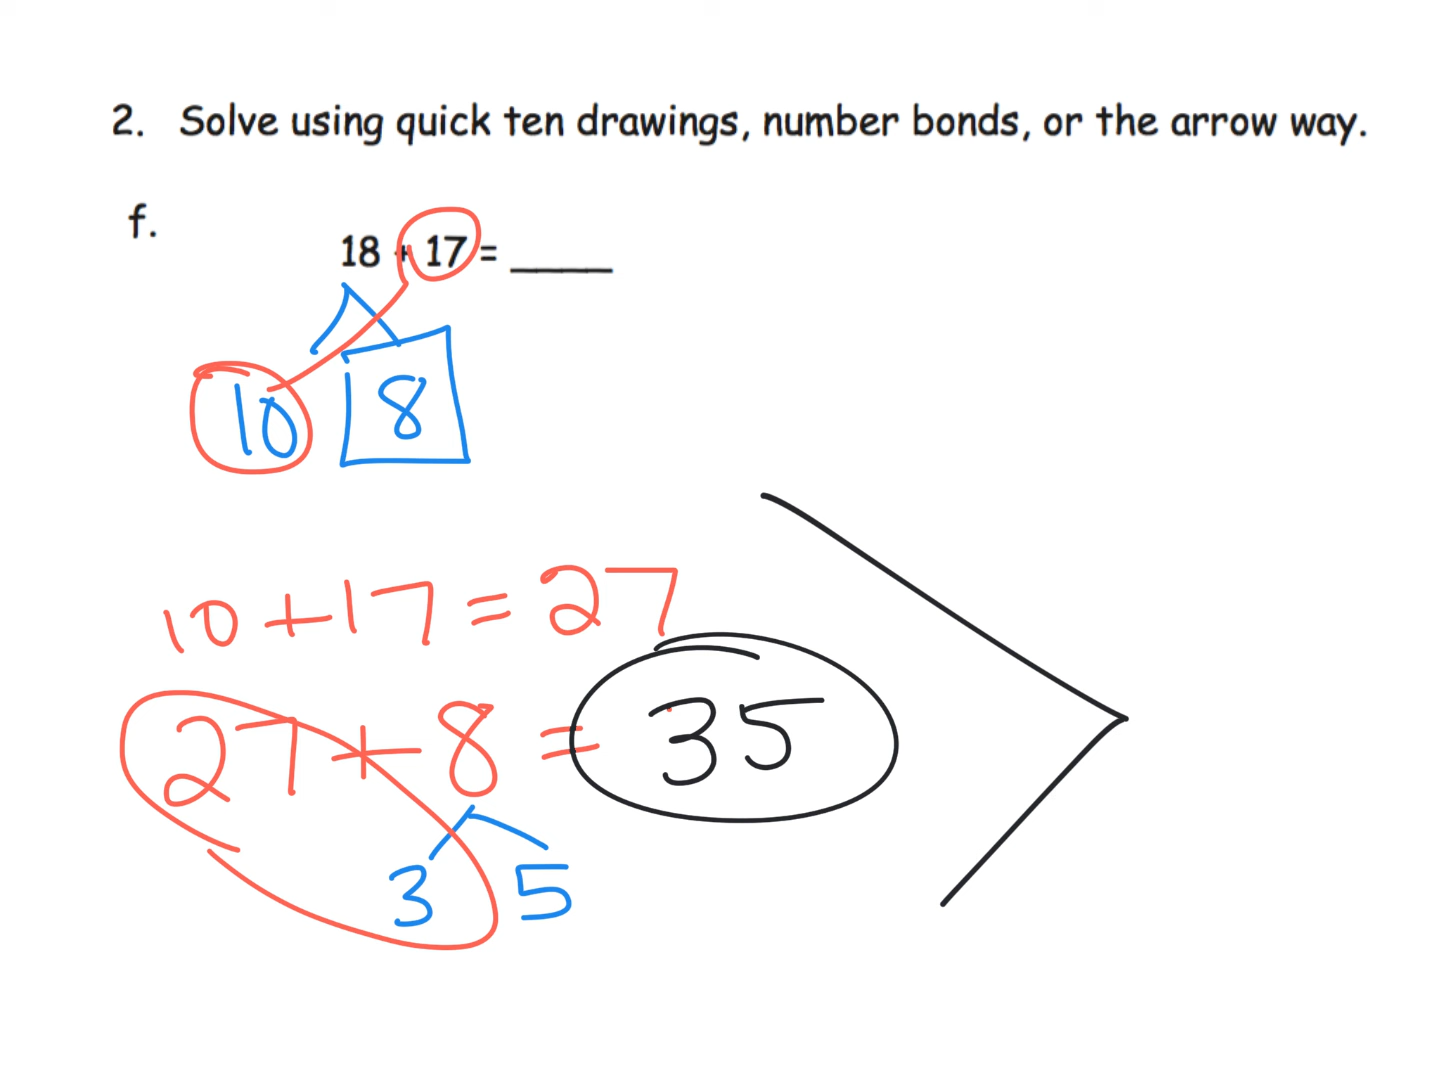 2. Solve using quick ten drawings, number bonds, or the arrow way.
f.
18 + 17 = ____
10 8
10 + 17 = 27
27 + 8 = 35
3 5